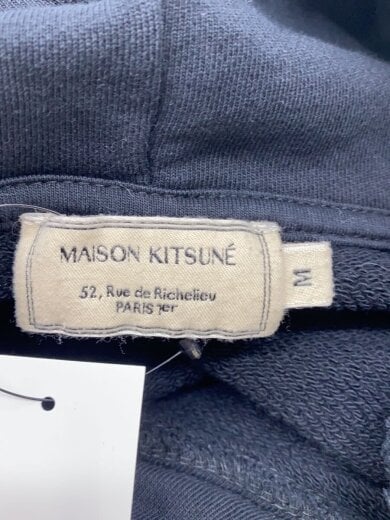 MAISON KITSUNÉ
52, Rue de Richelieu
PARIS 1er
M